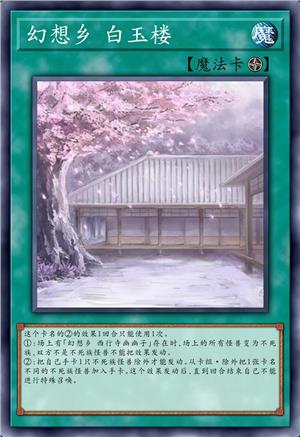 幻想乡 白玉楼
魔
【魔法卡】
这个卡名的②的效果1回合只能使用1次。
①:场上有「幻想乡 西行寺幽幽子」存在时,场上的所有怪兽变为不死
族,双方不是不死族怪兽不能把效果发动。
②:把自己手卡1只不死族怪兽除外才能发动。从卡组·除外把1张卡名
不同的不死族怪兽加入手卡。这个效果发动后,直到回合结束自己不能
进行特殊召唤。